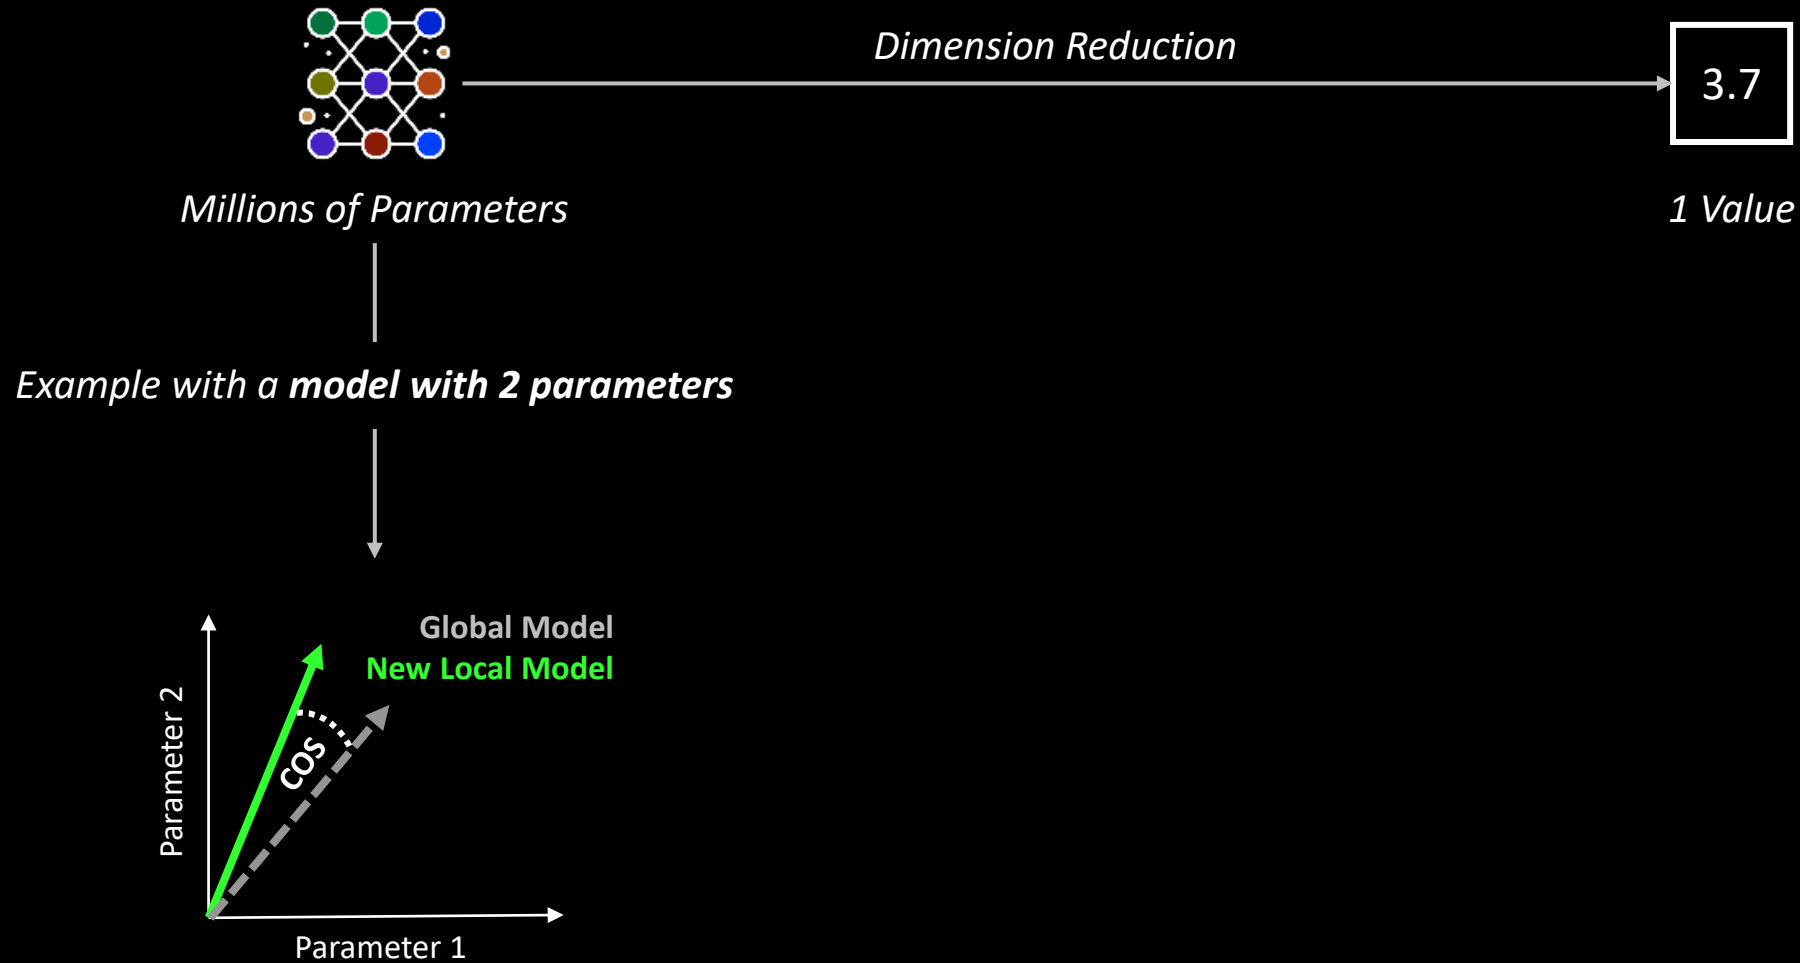 Dimension Reduction
3.7
Millions of Parameters
1 Value
Example with a model with 2 parameters
Global Model
New Local Model
Parameter 2
COS
Parameter 1